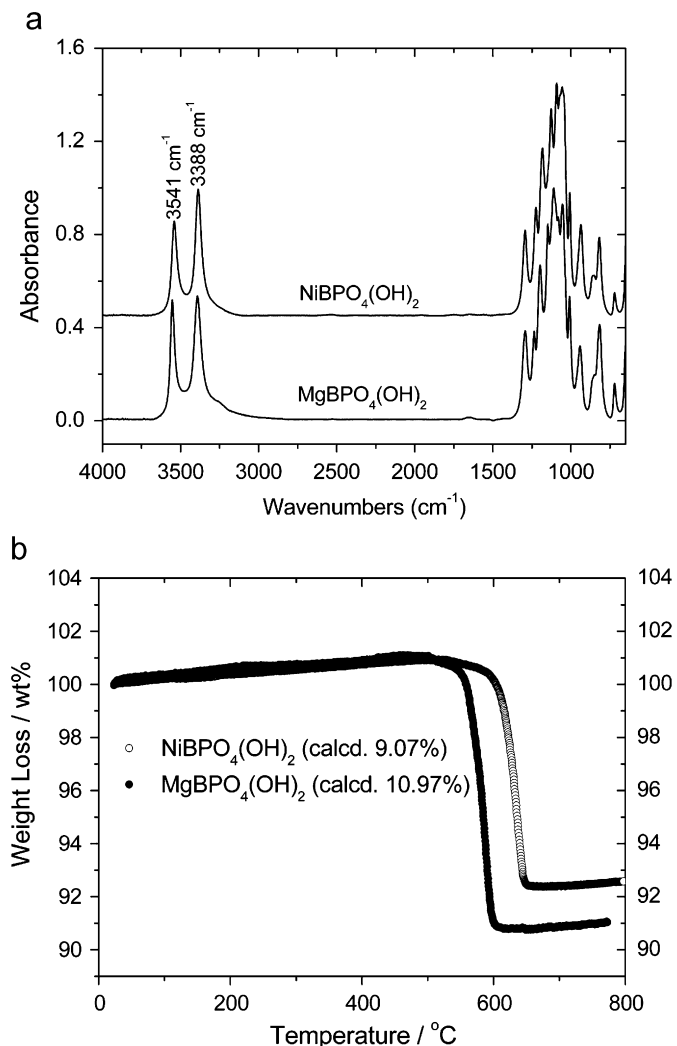 a
1.6
1.2
0.8
0.4
0.0
Absorbance
3541 cm⁻¹
3388 cm⁻¹
NiBPO₄(OH)₂
MgBPO₄(OH)₂
4000 3500 3000 2500 2000 1500 1000
Wavenumbers (cm⁻¹)
b
104 104
102 102
100 100
98 98
96 96
94 94
92 92
90 90
Weight Loss / wt%
NiBPO₄(OH)₂ (calcd. 9.07%)
MgBPO₄(OH)₂ (calcd. 10.97%)
0 200 400 600 800
Temperature / °C